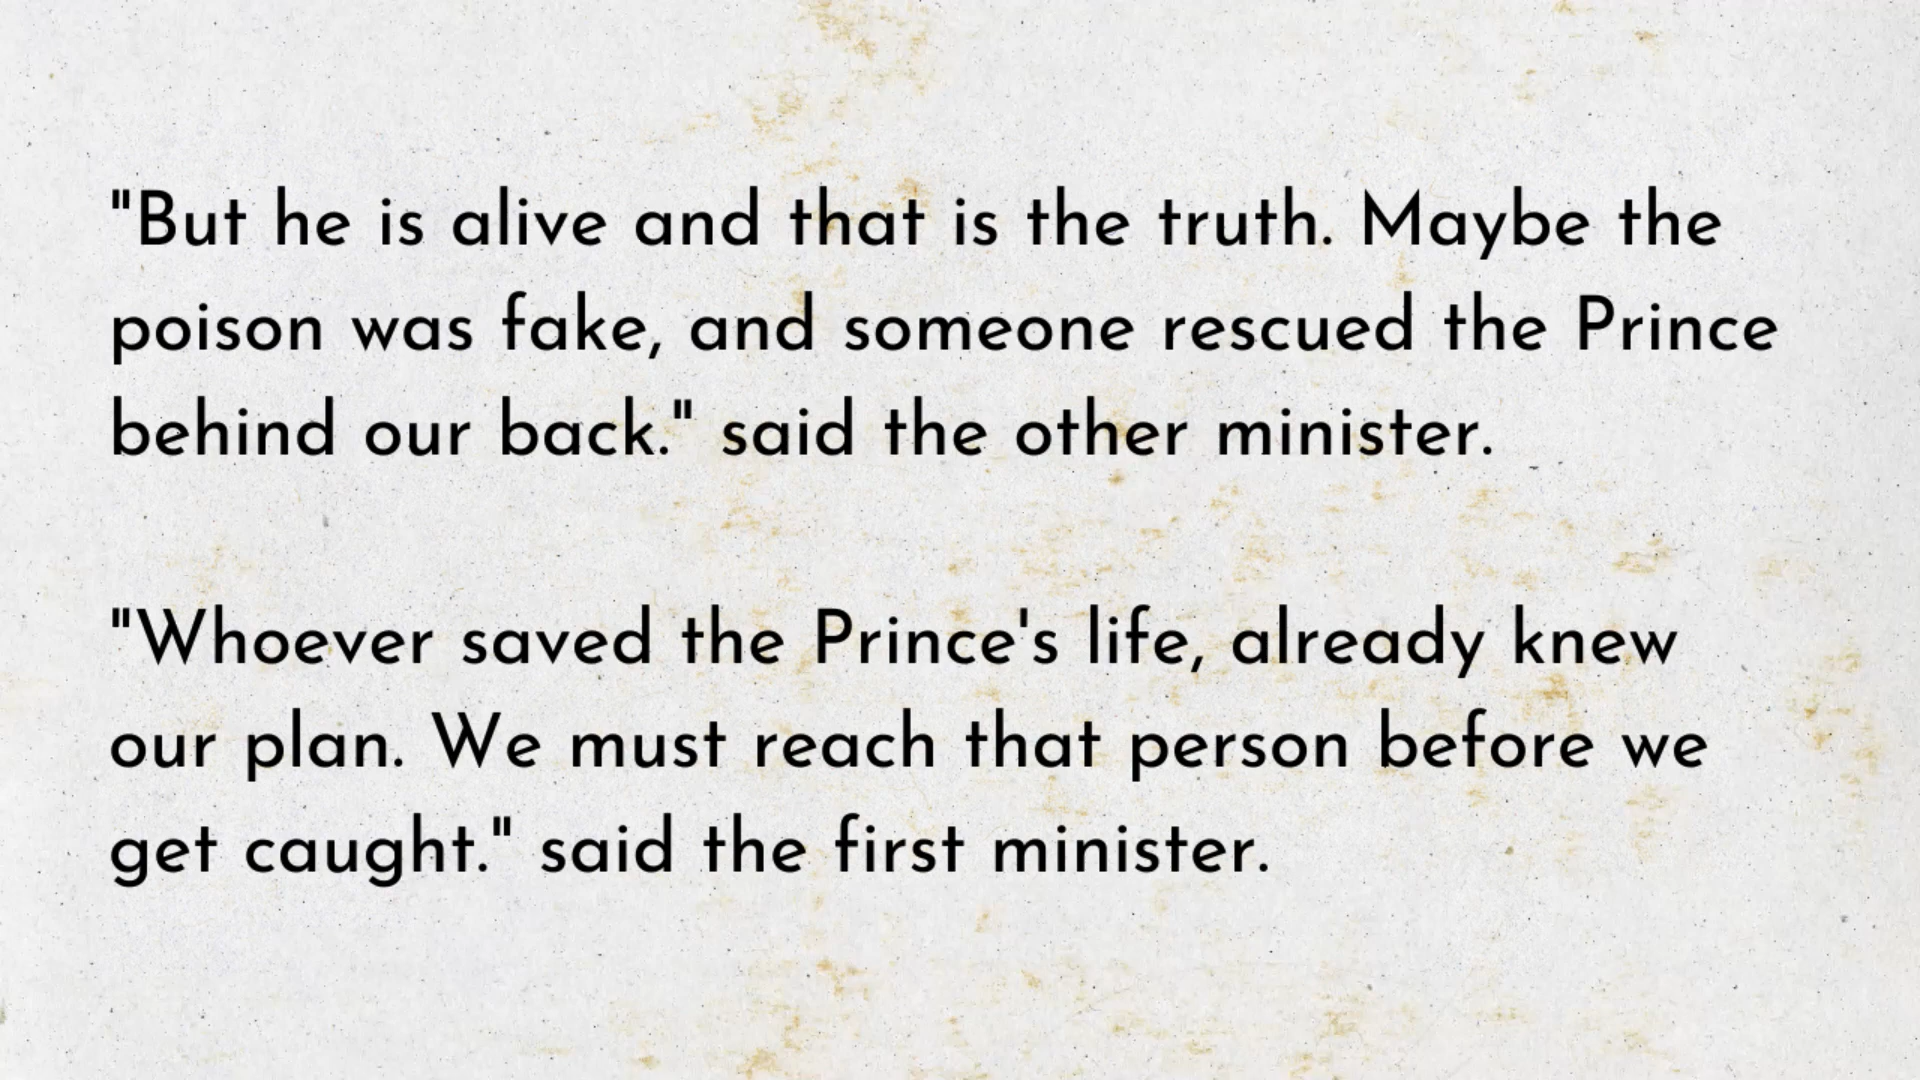 "But he is alive and that is the truth. Maybe the
poison was fake, and someone rescued the Prince
behind our back." said the other minister.
"Whoever saved the Prince's life, already knew
our plan. We must reach that person before we
get caught." said the first minister.